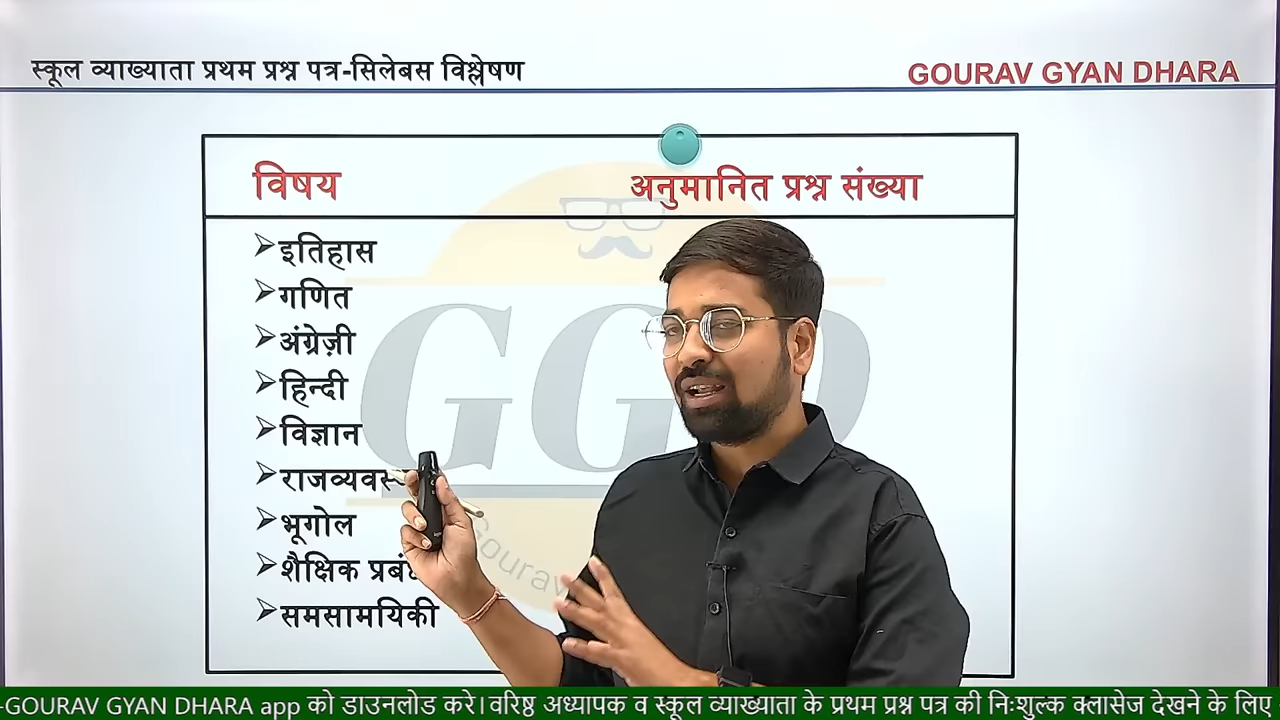 स्कूल व्याख्याता प्रथम प्रश्न पत्र-सिलेबस विश्लेषण
GOURAV GYAN DHARA
विषय
अनुमानित प्रश्न संख्या
इतिहास
गणित
अंग्रेज़ी
हिन्दी
विज्ञान
भूगोल
शैक्षिक
समसामयिकी
Gourav
-GOURAV GYAN DHARA app को डाउनलोड करे।वरिष्ठ अध्यापक व स्कूल व्याख्याता के प्रथम प्रश्न पत्र की निःशुल्क क्लासेज देखने के लिए